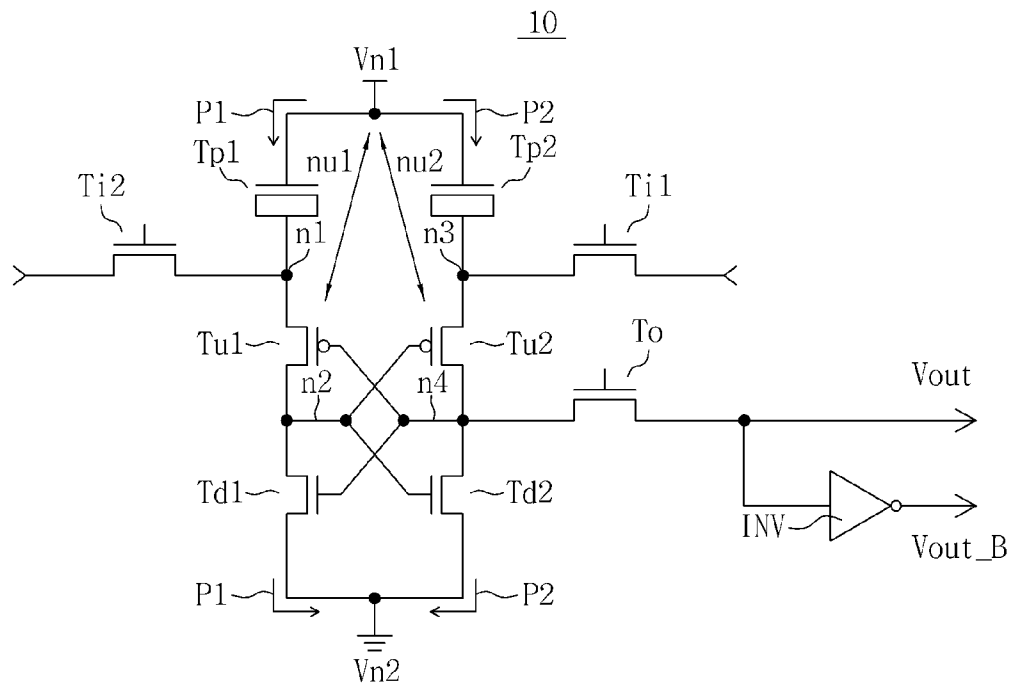 10
Vn1
P1
P2
Tp1
nu1
nu2
Tp2
Ti2
n1
n3
Ti1
Tu1
Tu2
To
n2
n4
Vout
Td1
Td2
INV
Vout_B
P1
P2
Vn2